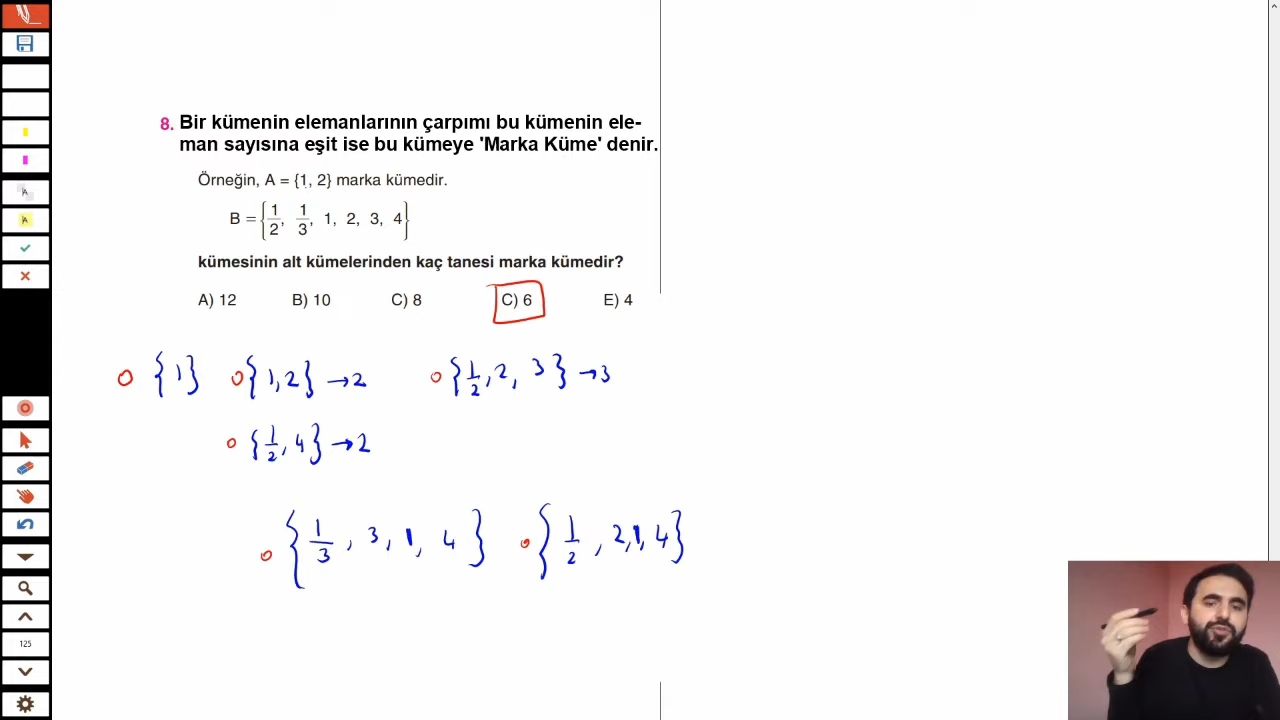 8. Bir kümenin elemanlarının çarpımı bu kümenin ele-
man sayısına eşit ise bu kümeye 'Marka Küme' denir.
Örneğin, A = {1, 2} marka kümedir.
B = {1/2, 1/3, 1, 2, 3, 4}
kümesinin alt kümelerinden kaç tanesi marka kümedir?
A) 12 B) 10 C) 8 C) 6 E) 4
{1} {1,2} →2 {1/2, 2, 3} →3
{1/2, 4} →2
{1/3, 3, 1, 4} {1/2, 2, 1, 4}
125